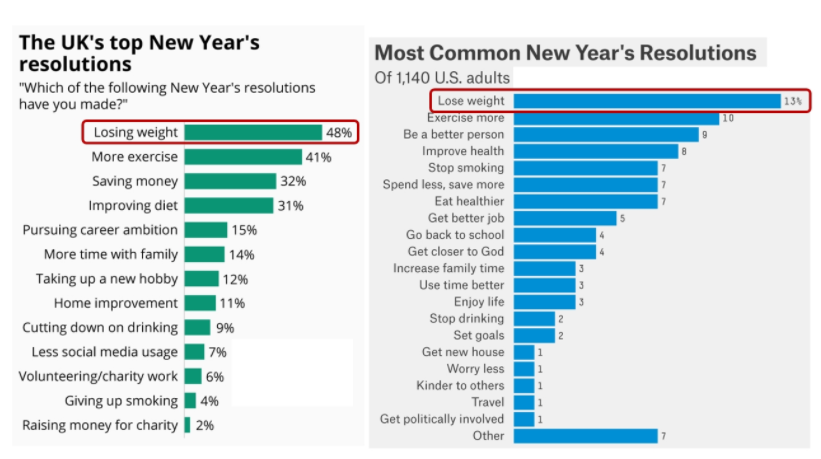 The UK's top New Year's
resolutions
"Which of the following New Year's resolutions
have you made?"
Losing weight 48%
More exercise 41%
Saving money 32%
Improving diet 31%
Pursuing career ambition 15%
More time with family 14%
Taking up a new hobby 12%
Home improvement 11%
Cutting down on drinking 9%
Less social media usage 7%
Volunteering/charity work 6%
Giving up smoking 4%
Raising money for charity 2%
Most Common New Year's Resolutions
Of 1,140 U.S. adults
Lose weight 13%
Exercise more 10
Be a better person 9
Improve health 8
Stop smoking 7
Spend less, save more 7
Eat healthier 7
Get better job 5
Go back to school 4
Get closer to God 4
Increase family time 3
Use time better 3
Enjoy life 3
Stop drinking 2
Set goals 2
Get new house 1
Worry less 1
Kinder to others 1
Travel 1
Get politically involved 1
Other 7